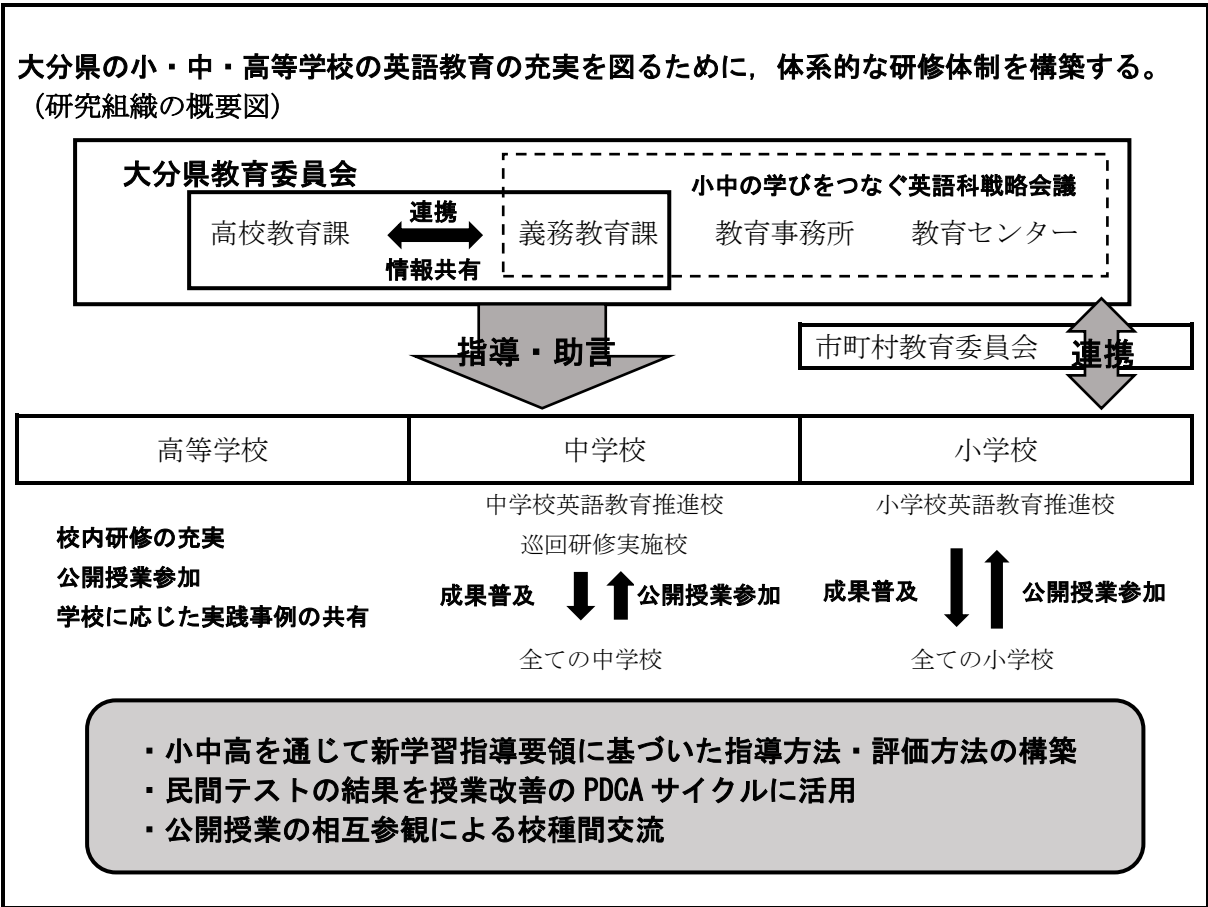 大分県の小・中・高等学校の英語教育の充実を図るために，体系的な研修体制を構築する。
（研究組織の概要図）
大分県教育委員会
小中の学びをつなぐ英語科戦略会議
高校教育課
連携
情報共有
義務教育課
教育事務所
教育センター
指導・助言
市町村教育委員会
連携
高等学校
中学校
小学校
校内研修の充実
公開授業参加
学校に応じた実践事例の共有
中学校英語教育推進校
巡回研修実施校
成果普及
公開授業参加
全ての中学校
小学校英語教育推進校
成果普及
公開授業参加
全ての小学校
・小中高を通じて新学習指導要領に基づいた指導方法・評価方法の構築
・民間テストの結果を授業改善の PDCA サイクルに活用
・公開授業の相互参観による校種間交流